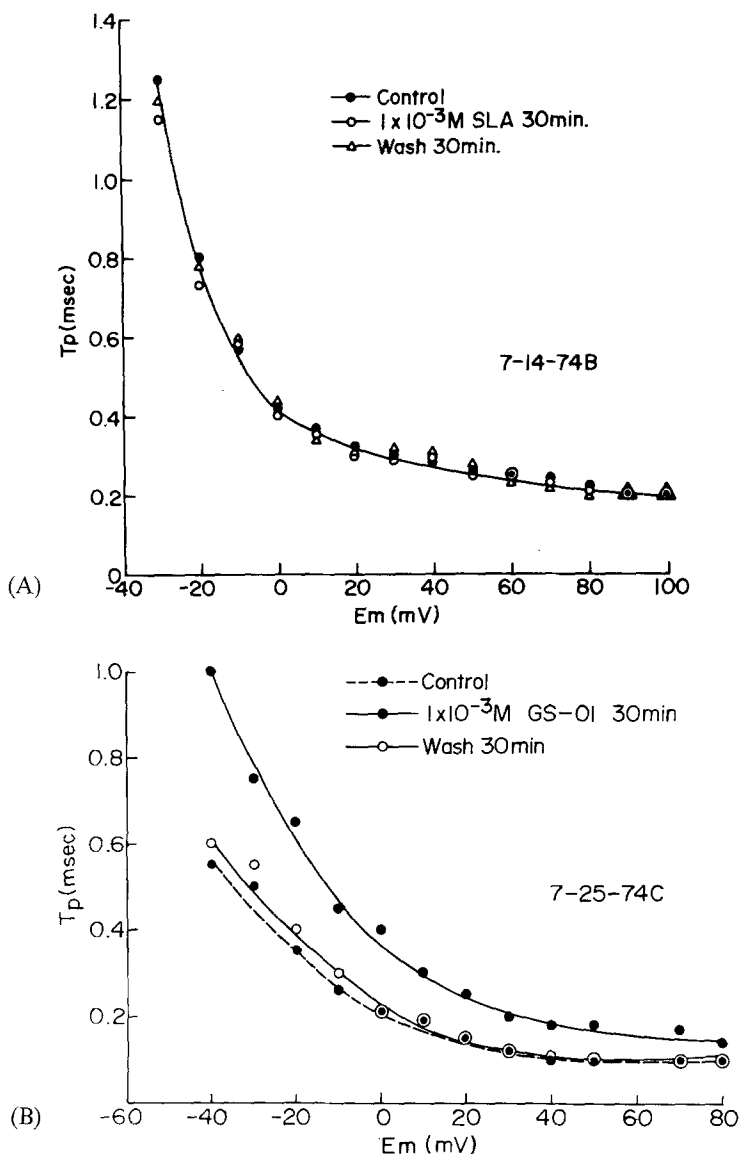 1.4
1.2
1.0
0.8
0.6
0.4
0.2
0
Tp(msec)
Control
1x10⁻³M SLA 30min.
Wash 30min.
7-14-74B
-40 -20 0 20 40 60 80 100
Em (mV)
(A)
1.0
0.8
0.6
0.4
0.2
Tp(msec)
Control
1x10⁻³M GS-01 30min
Wash 30min
7-25-74C
-60 -40 -20 0 20 40 60 80
Em (mV)
(B)